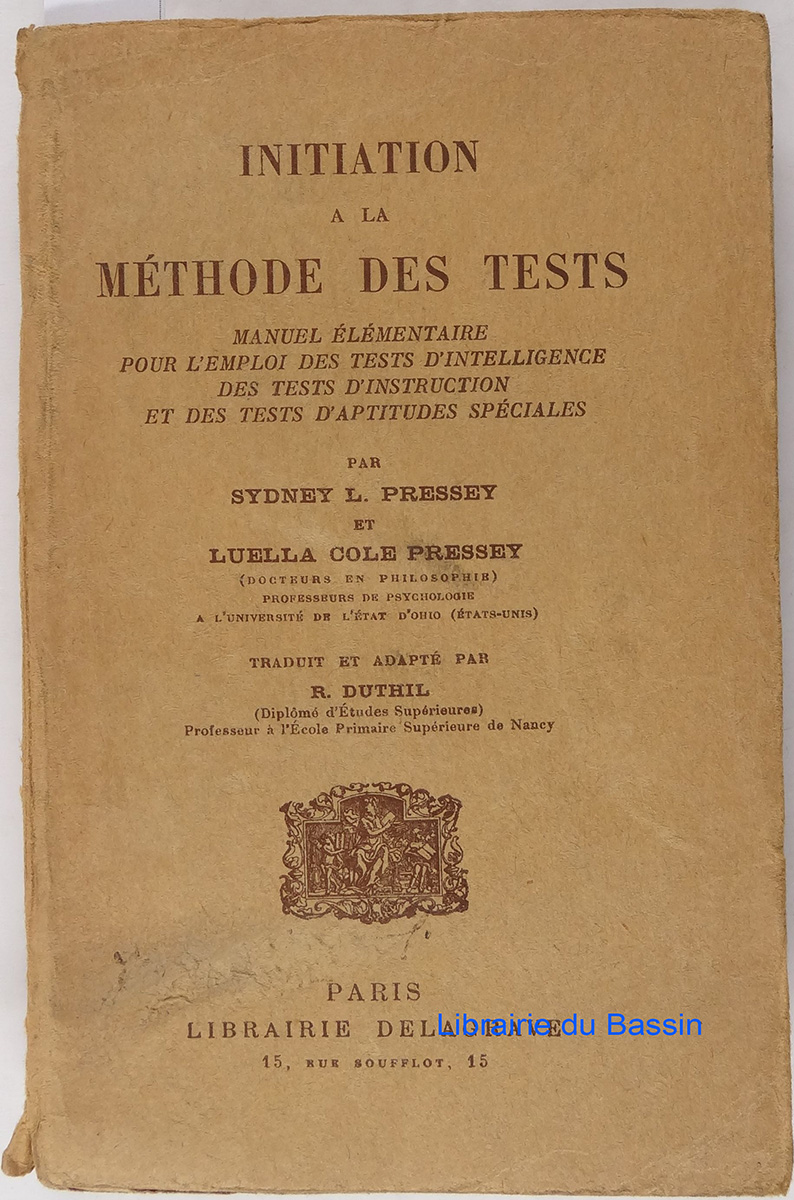 INITIATION
A LA
MÉTHODE DES TESTS
MANUEL ÉLÉMENTAIRE
POUR L'EMPLOI DES TESTS D'INTELLIGENCE
DES TESTS D'INSTRUCTION
ET DES TESTS D'APTITUDES SPÉCIALES
PAR
SYDNEY L. PRESSEY
ET
LUELLA COLE PRESSEY
(DOCTEURS EN PHILOSOPHIE)
PROFESSEURS DE PSYCHOLOGIE
A L'UNIVERSITÉ DE L'ÉTAT D'OHIO (ÉTATS-UNIS)
TRADUIT ET ADAPTÉ PAR
R. DUTHIL
(Diplômé d'Études Supérieures)
Professeur à l'École Primaire Supérieure de Nancy
PARIS
LIBRAIRIE DELAGRAVE
Librairie du Bassin
15, RUE SOUFFLOT, 15